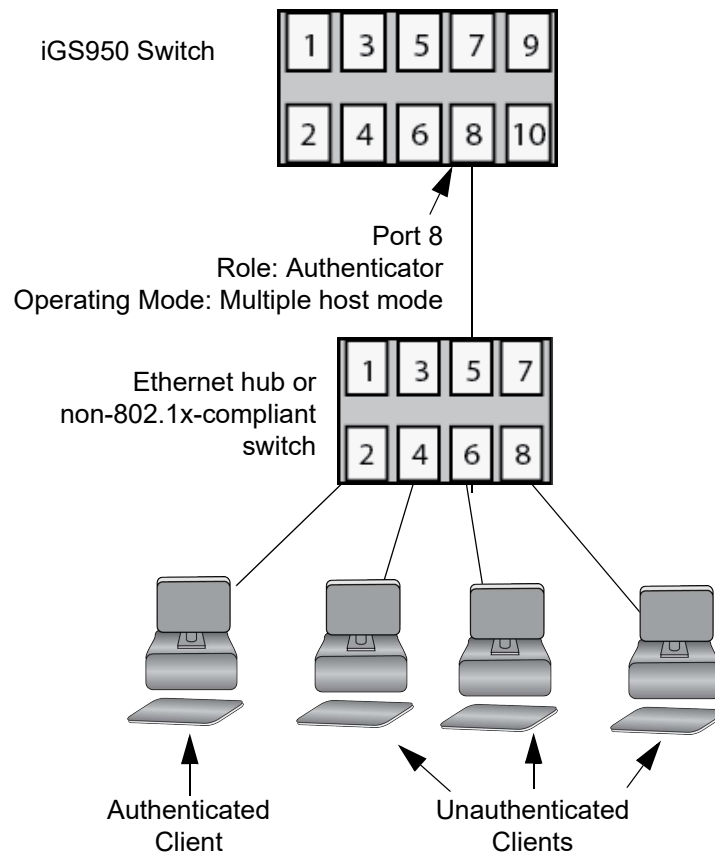 iGS950 Switch
1 3 5 7 9
2 4 6 8 10
Port 8
Role: Authenticator
Operating Mode: Multiple host mode
Ethernet hub or
non-802.1x-compliant
switch
1 3 5 7
2 4 6 8
Authenticated
Client
Unauthenticated
Clients